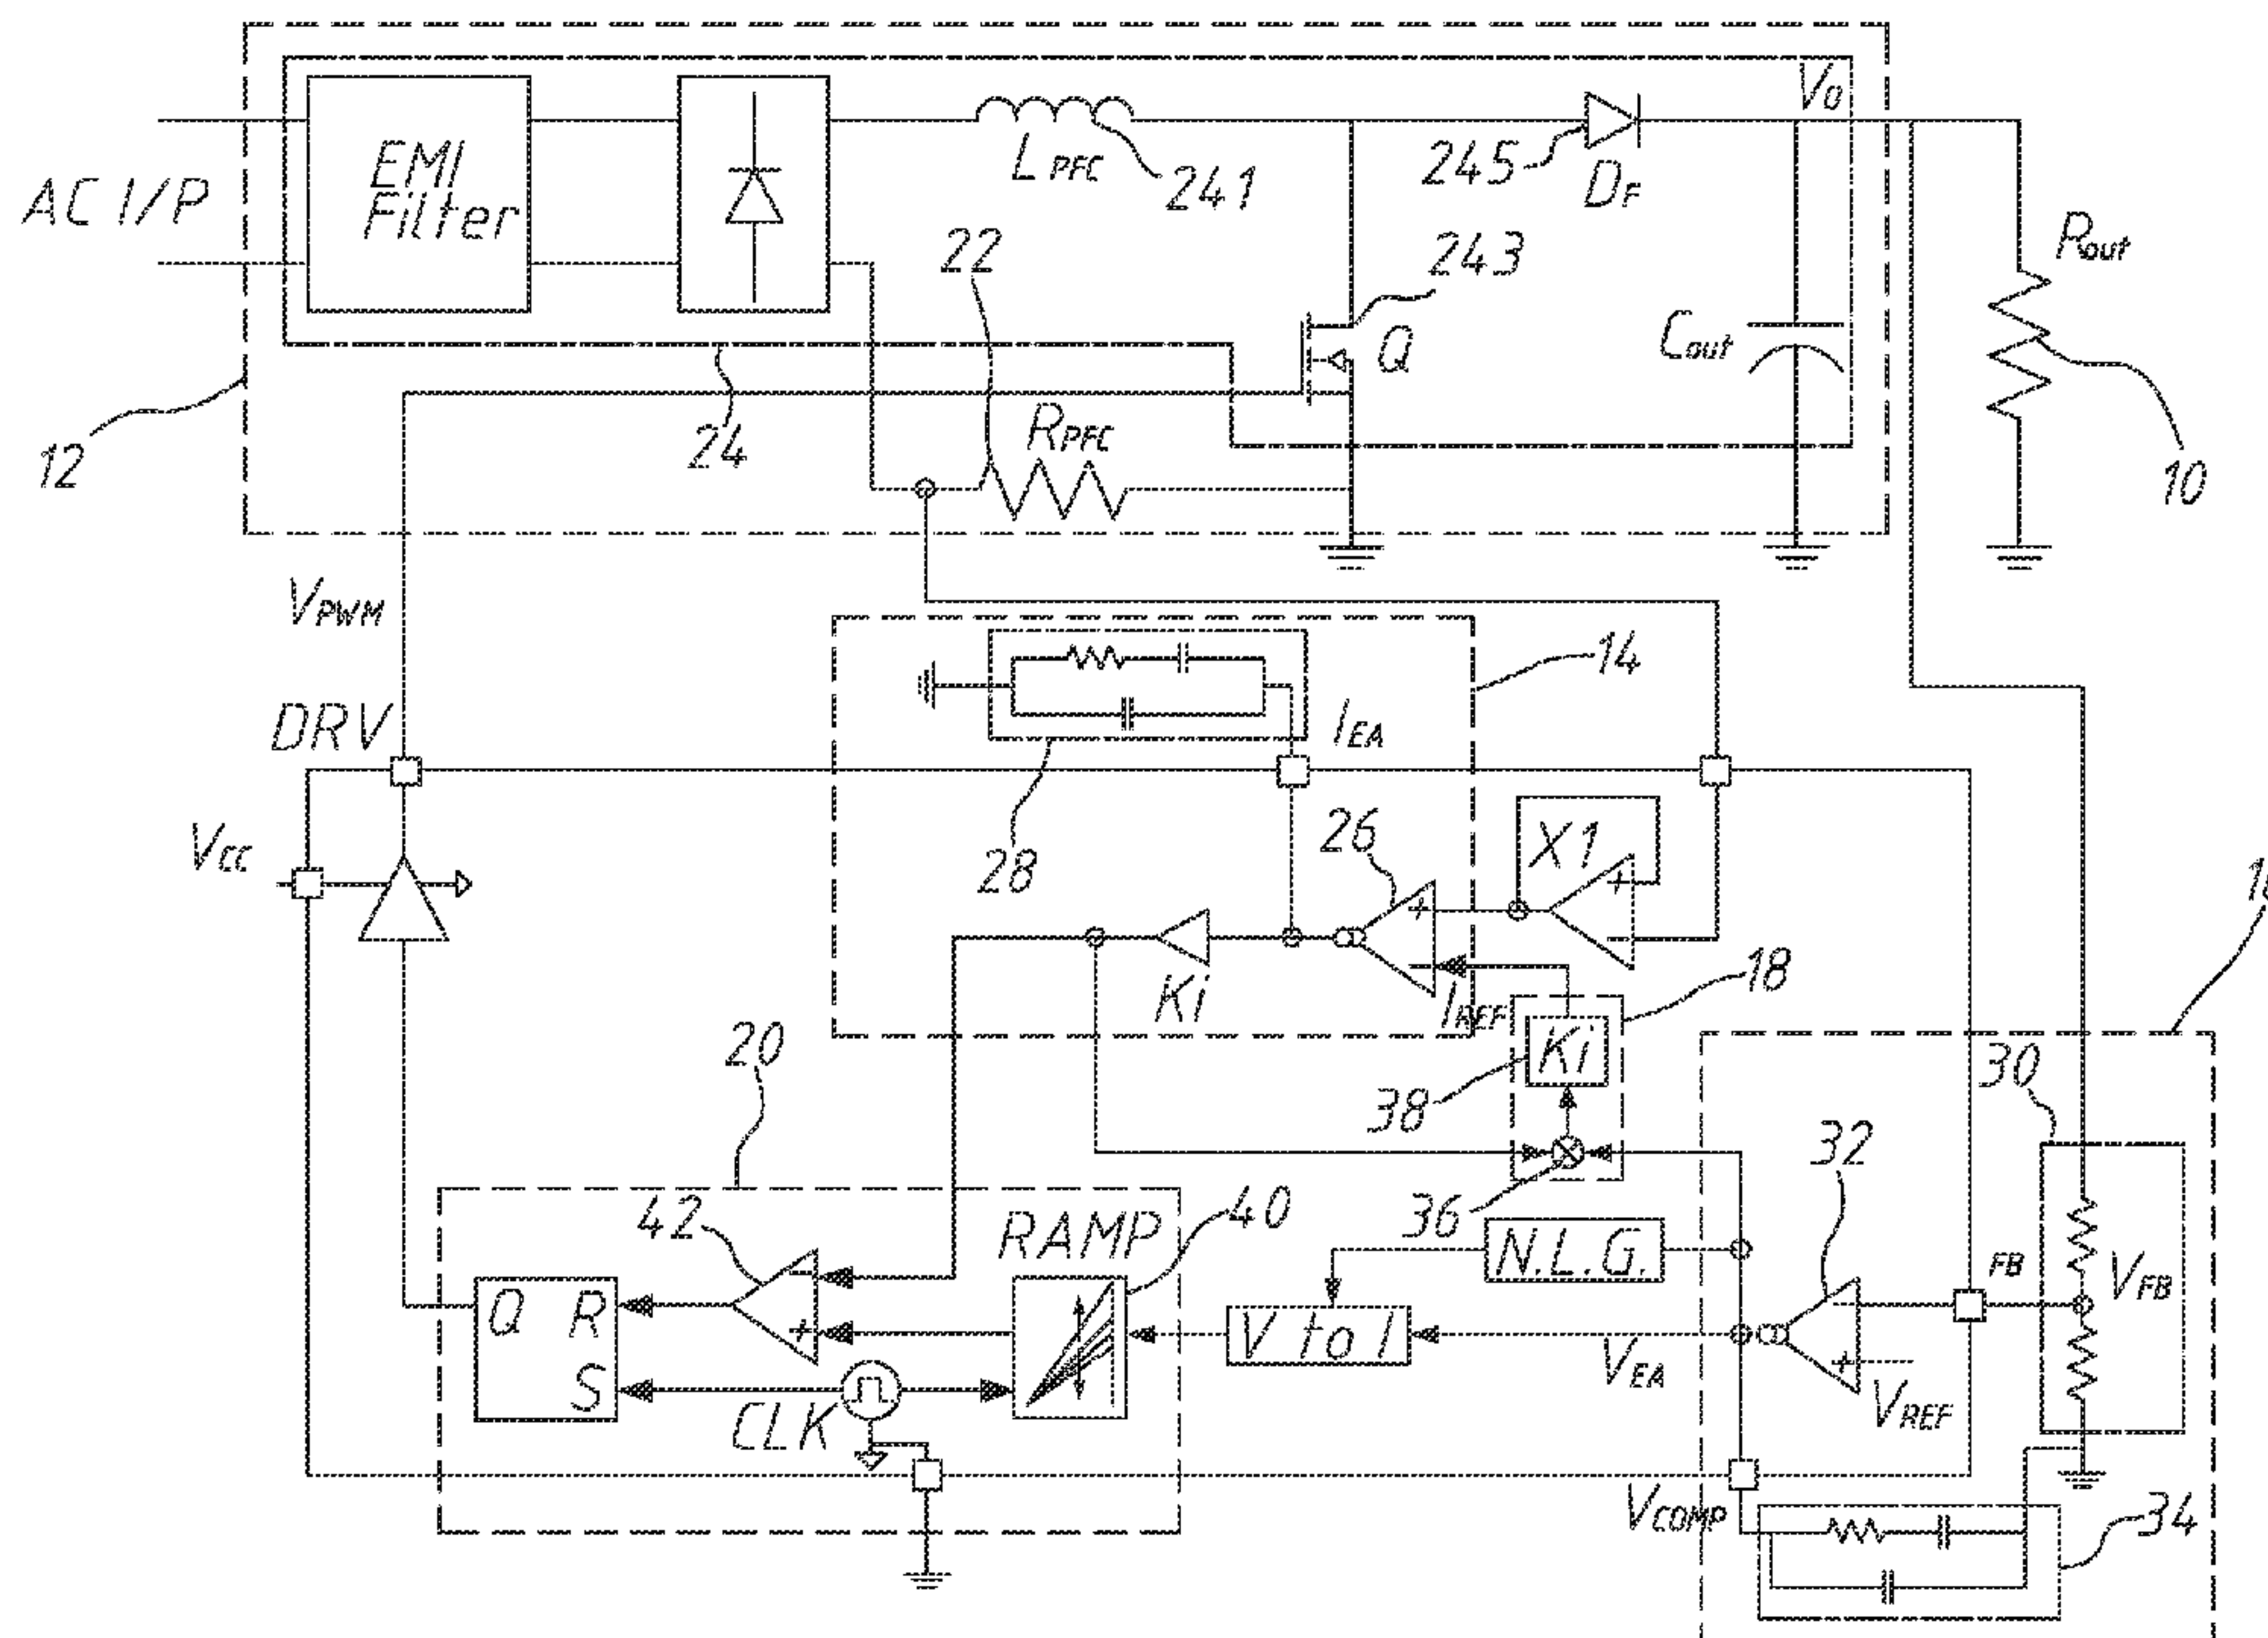 V0
EMI
Filter
AC I/P
LPFC
241
245
DF
22
243
Rout
Q
Cout
12
24
RPFC
10
VPWM
14
DRV
IEA
VCC
28
26
X1
Ki
IREF
18
20
Ki
38
30
32
42
RAMP
40
36
N.L.G.
FB
VFB
Q R
S
V to I
VEA
VREF
CLK
VCOMP
34